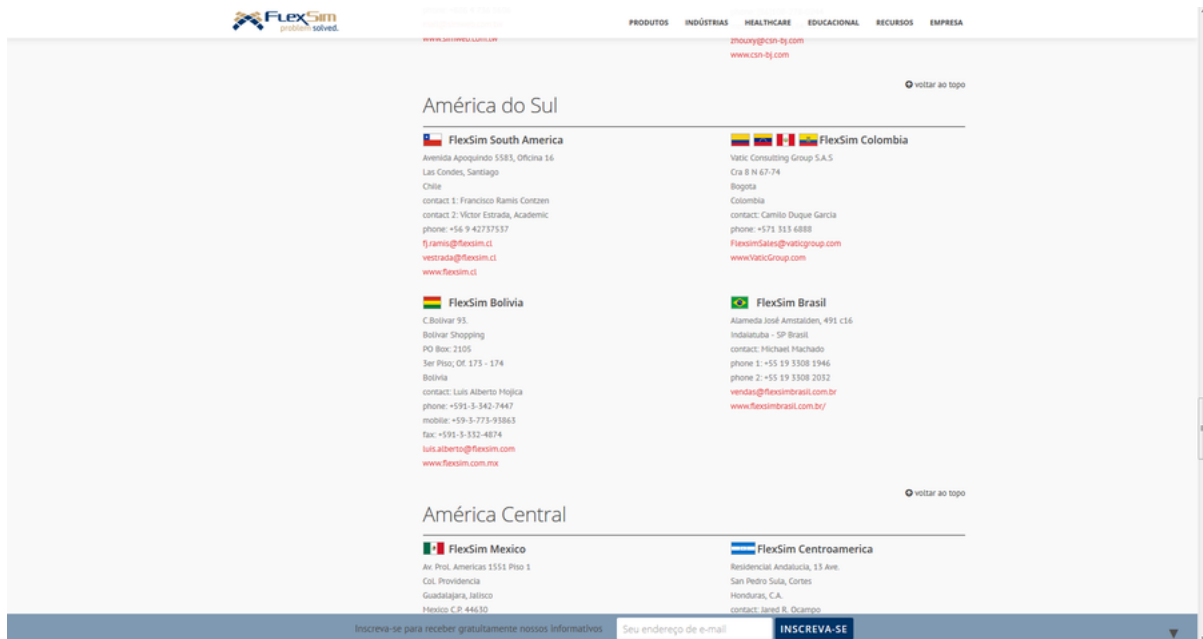 FlexSim
problem solved.
PRODUTOS INDÚSTRIAS HEALTHCARE EDUCACIONAL RECURSOS EMPRESA
www.simweb.com.tw
zhouxy@csn-bj.com
www.csn-bj.com
voltar ao topo
América do Sul
FlexSim South America
Avenida Apoquindo 5583, Oficina 16
Las Condes, Santiago
Chile
contact 1: Francisco Ramis Contzen
contact 2: Víctor Estrada, Academic
phone: +56 9 42737537
fj.ramis@flexsim.cl
vestrada@flexsim.cl
www.flexsim.cl
FlexSim Colombia
Vatic Consulting Group S.A.S
Cra 8 N 67-74
Bogota
Colombia
contact: Camilo Duque Garcia
phone: +571 313 6888
FlexsimSales@vaticgroup.com
www.VaticGroup.com
FlexSim Bolivia
C.Bolivar 93.
Bolivar Shopping
PO Box: 2105
3er Piso; Of. 173 - 174
Bolivia
contact: Luis Alberto Mojica
phone: +591-3-342-7447
mobile: +59-3-773-93863
fax: +591-3-332-4874
luis.alberto@flexsim.com
www.flexsim.com.mx
FlexSim Brasil
Alameda José Amstalden, 491 c16
Indaiatuba - SP Brasil
contact: Michael Machado
phone 1: +55 19 3308 1946
phone 2: +55 19 3308 2032
vendas@flexsimbrasil.com.br
www.flexsimbrasil.com.br/
voltar ao topo
América Central
FlexSim Mexico
Av. Prol. Americas 1551 Piso 1
Col. Providencia
Guadalajara, Jalisco
Mexico C.P. 44630
FlexSim Centroamerica
Residencial Andalucia, 13 Ave.
San Pedro Sula, Cortes
Honduras, C.A.
contact: Jared R. Ocampo
Inscreva-se para receber gratuitamente nossos informativos
Seu endereço de e-mail
INSCREVA-SE